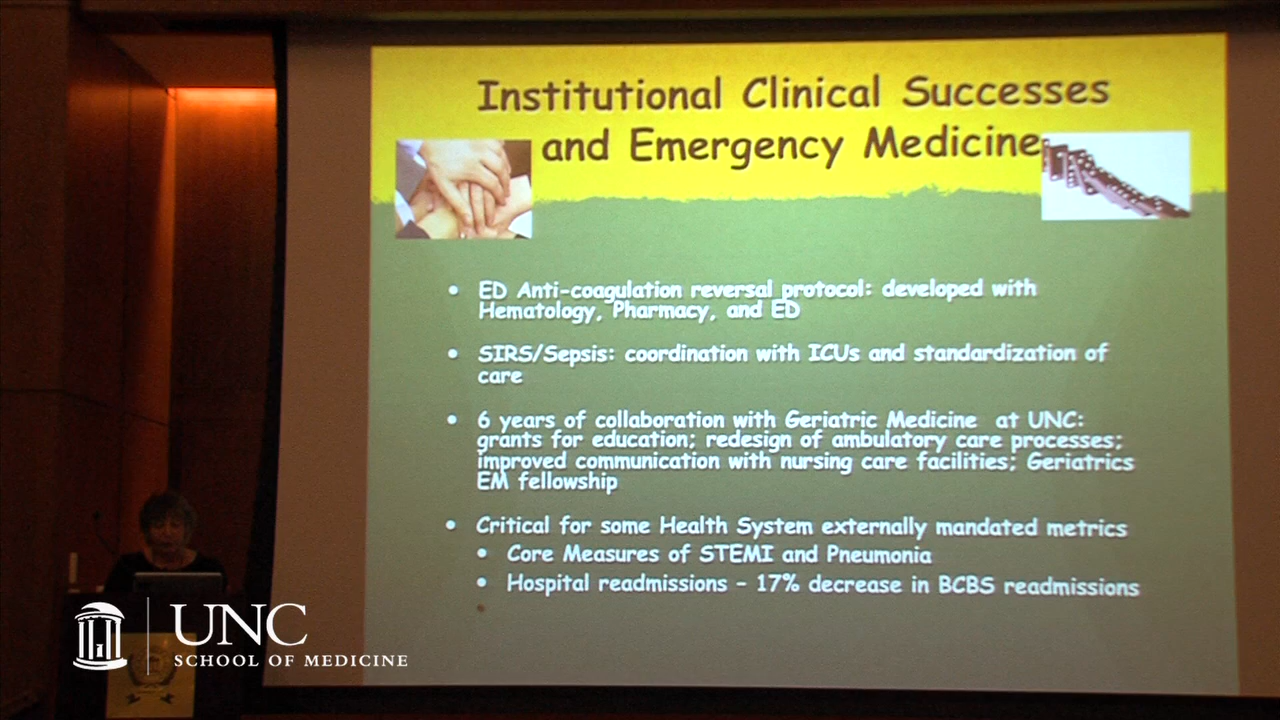 Institutional Clinical Successes
and Emergency Medicine
• ED Anti-coagulation reversal protocol: developed with
Hematology, Pharmacy, and ED
• SIRS/Sepsis: coordination with ICUs and standardization of
care
• 6 years of collaboration with Geriatric Medicine at UNC:
grants for education; redesign of ambulatory care processes;
improved communication with nursing care facilities; Geriatrics
EM fellowship
• Critical for some Health System externally mandated metrics
• Core Measures of STEMI and Pneumonia
• Hospital readmissions – 17% decrease in BCBS readmissions
UNC
SCHOOL OF MEDICINE